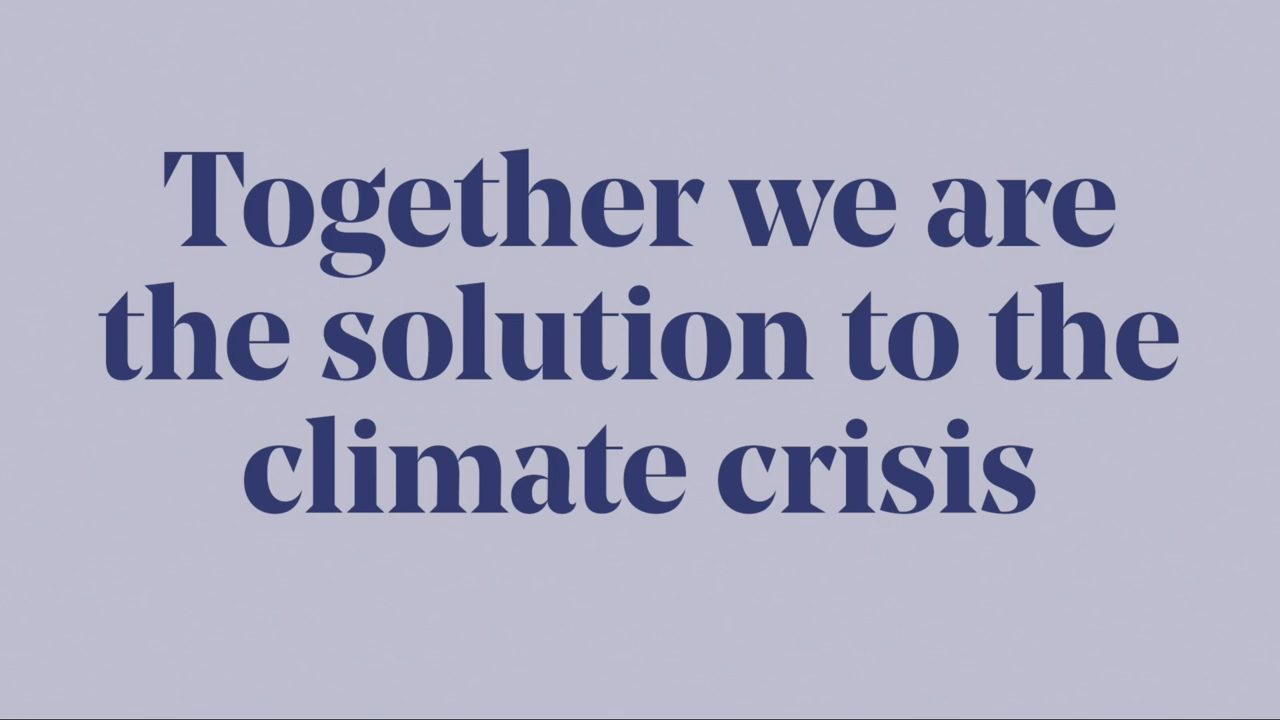 Together we are
the solution to the
climate crisis